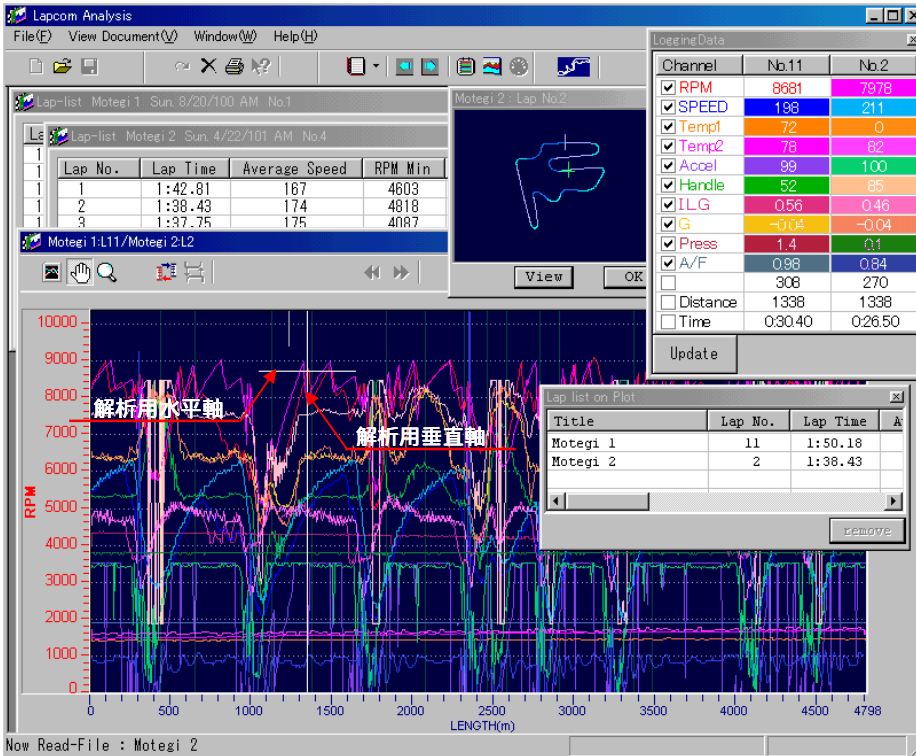 Lapcom Analysis
File(F) View Document(V) Window(W) Help(H)
LoggingData
Channel No.11 No.2
RPM 8681 7978
SPEED 198 211
Temp1 72 0
Temp2 78 82
Accel 99 100
Handle 52 85
I.L.G 0.56 0.46
G -0.04 -0.04
Press 1.4 0.1
A/F 0.98 0.84
308 270
Distance 1338 1338
Time 0:30.40 0:26.50
Update
Lap-list Motegi 1 Sun. 8/20/100 AM No.1
Lap-list Motegi 2 Sun. 4/22/101 AM No.4
Lap No. Lap Time Average Speed RPM Min
1 1:42.81 167 4603
2 1:38.43 174 4818
3 1:37.75 175 4087
Motegi 2 : Lap No.2
View OK
Motegi 1:L11/Motegi 2:L2
10000
9000
8000
7000
6000
5000
4000
3000
2000
1000
0
RPM
解析用水平軸
解析用垂直軸
0 500 1000 1500 2000 2500 3000 3500 4000 4500 4798
LENGTH(m)
Lap list on Plot
Title Lap No. Lap Time A
Motegi 1 11 1:50.18
Motegi 2 2 1:38.43
remove
Now Read-File : Motegi 2